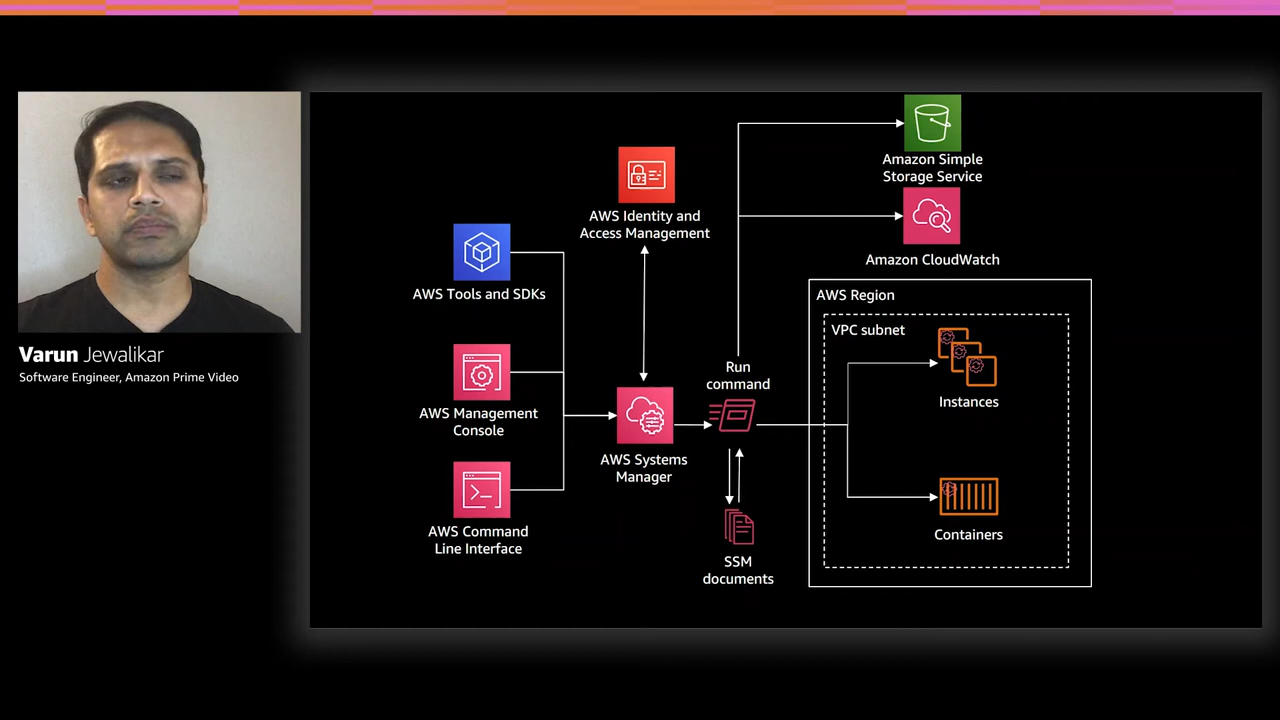 Varun Jewalikar
Software Engineer, Amazon Prime Video
AWS Tools and SDKs
AWS Management
Console
AWS Command
Line Interface
AWS Identity and
Access Management
AWS Systems
Manager
Run
command
SSM
documents
Amazon Simple
Storage Service
Amazon CloudWatch
AWS Region
VPC subnet
Instances
Containers